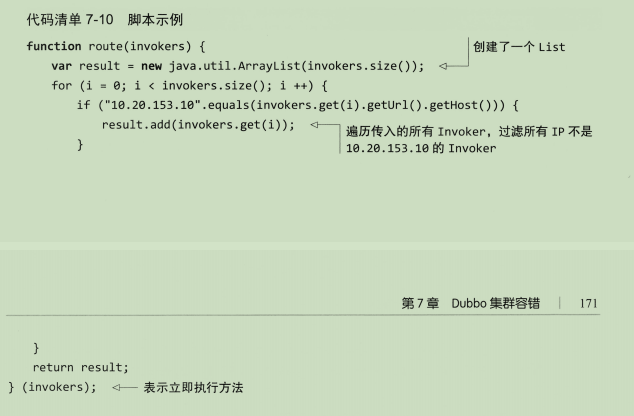 代码清单 7-10 脚本示例
function route(invokers) {
创建了一个 List
var result = new java.util.ArrayList(invokers.size());
for (i = 0; i < invokers.size(); i ++) {
if ("10.20.153.10".equals(invokers.get(i).getUrl().getHost())) {
result.add(invokers.get(i));
遍历传入的所有 Invoker，过滤所有 IP 不是
10.20.153.10 的 Invoker
}
第 7 章 Dubbo 集群容错 | 171
}
return result;
} (invokers); 表示立即执行方法